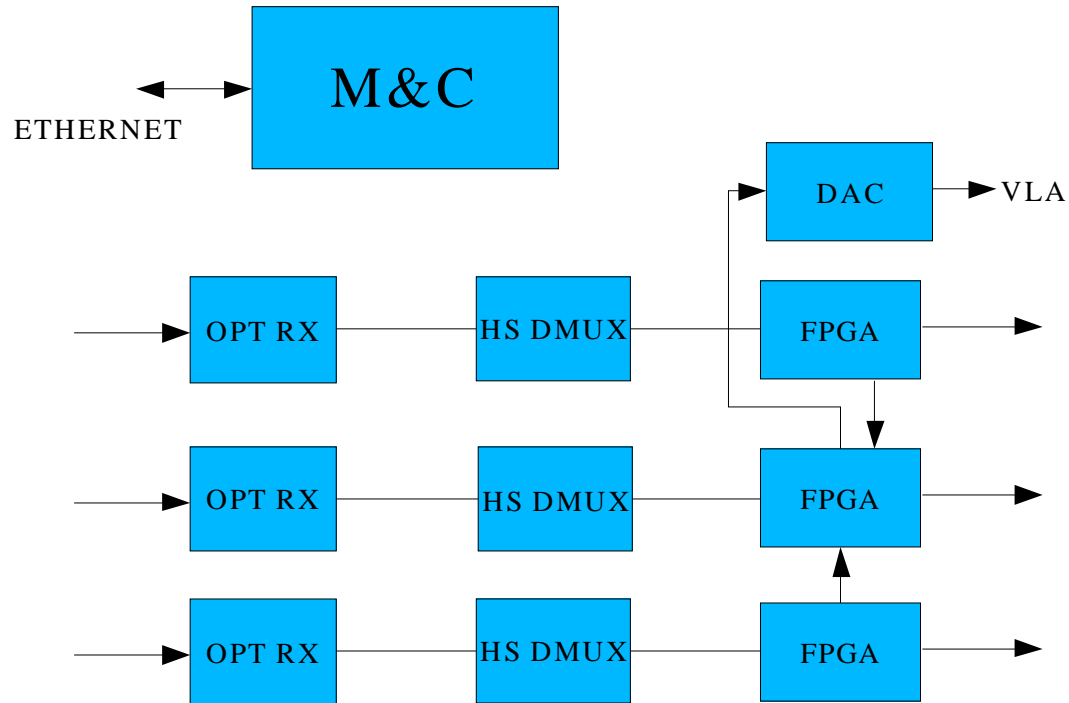 M&C
ETHERNET
DAC
VLA
OPT RX
HS DMUX
FPGA
OPT RX
HS DMUX
FPGA
OPT RX
HS DMUX
FPGA